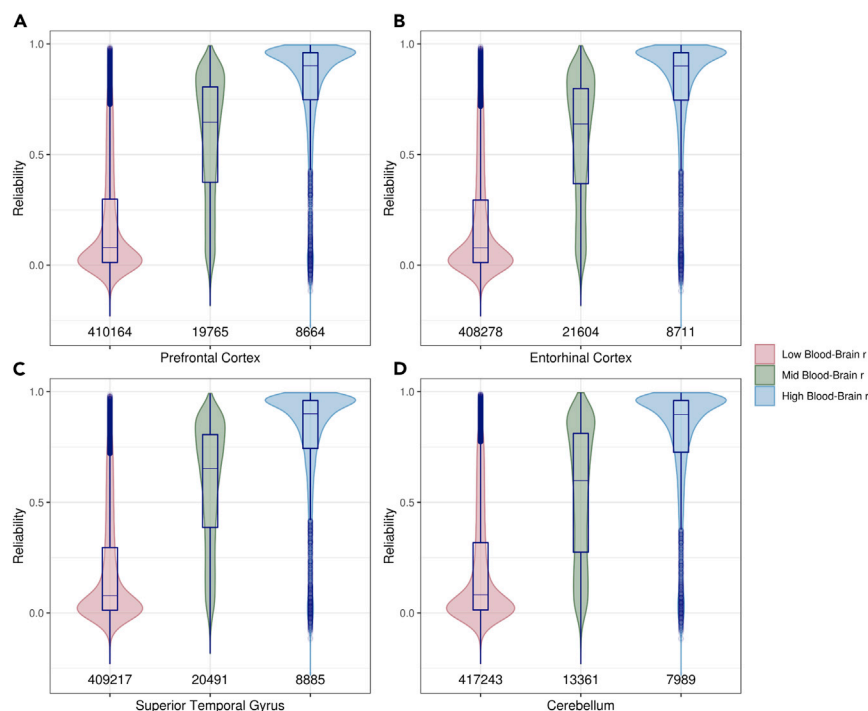 A
B
1.0
0.5
0.0
Reliability
410164 19765 8664
Prefrontal Cortex
1.0
0.5
0.0
Reliability
408278 21604 8711
Entorhinal Cortex
Low Blood-Brain r
Mid Blood-Brain r
High Blood-Brain r
C
D
1.0
0.5
0.0
Reliability
409217 20491 8885
Superior Temporal Gyrus
1.0
0.5
0.0
Reliability
417243 13361 7989
Cerebellum